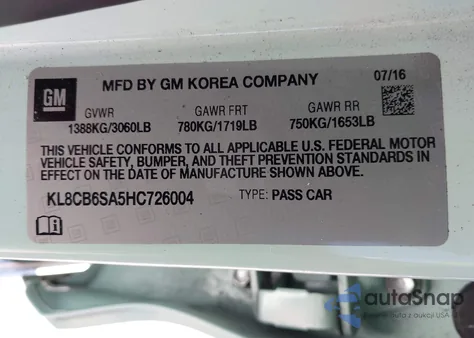 MFD BY GM KOREA COMPANY 07/16
GM
GVWR GAWR FRT GAWR RR
1388KG/3060LB 780KG/1719LB 750KG/1653LB
THIS VEHICLE CONFORMS TO ALL APPLICABLE U.S. FEDERAL MOTOR
VEHICLE SAFETY, BUMPER, AND THEFT PREVENTION STANDARDS IN
EFFECT ON THE DATE OF MANUFACTURE SHOWN ABOVE.
KL8CB6SA5HC726004 TYPE: PASS CAR
autoSnap